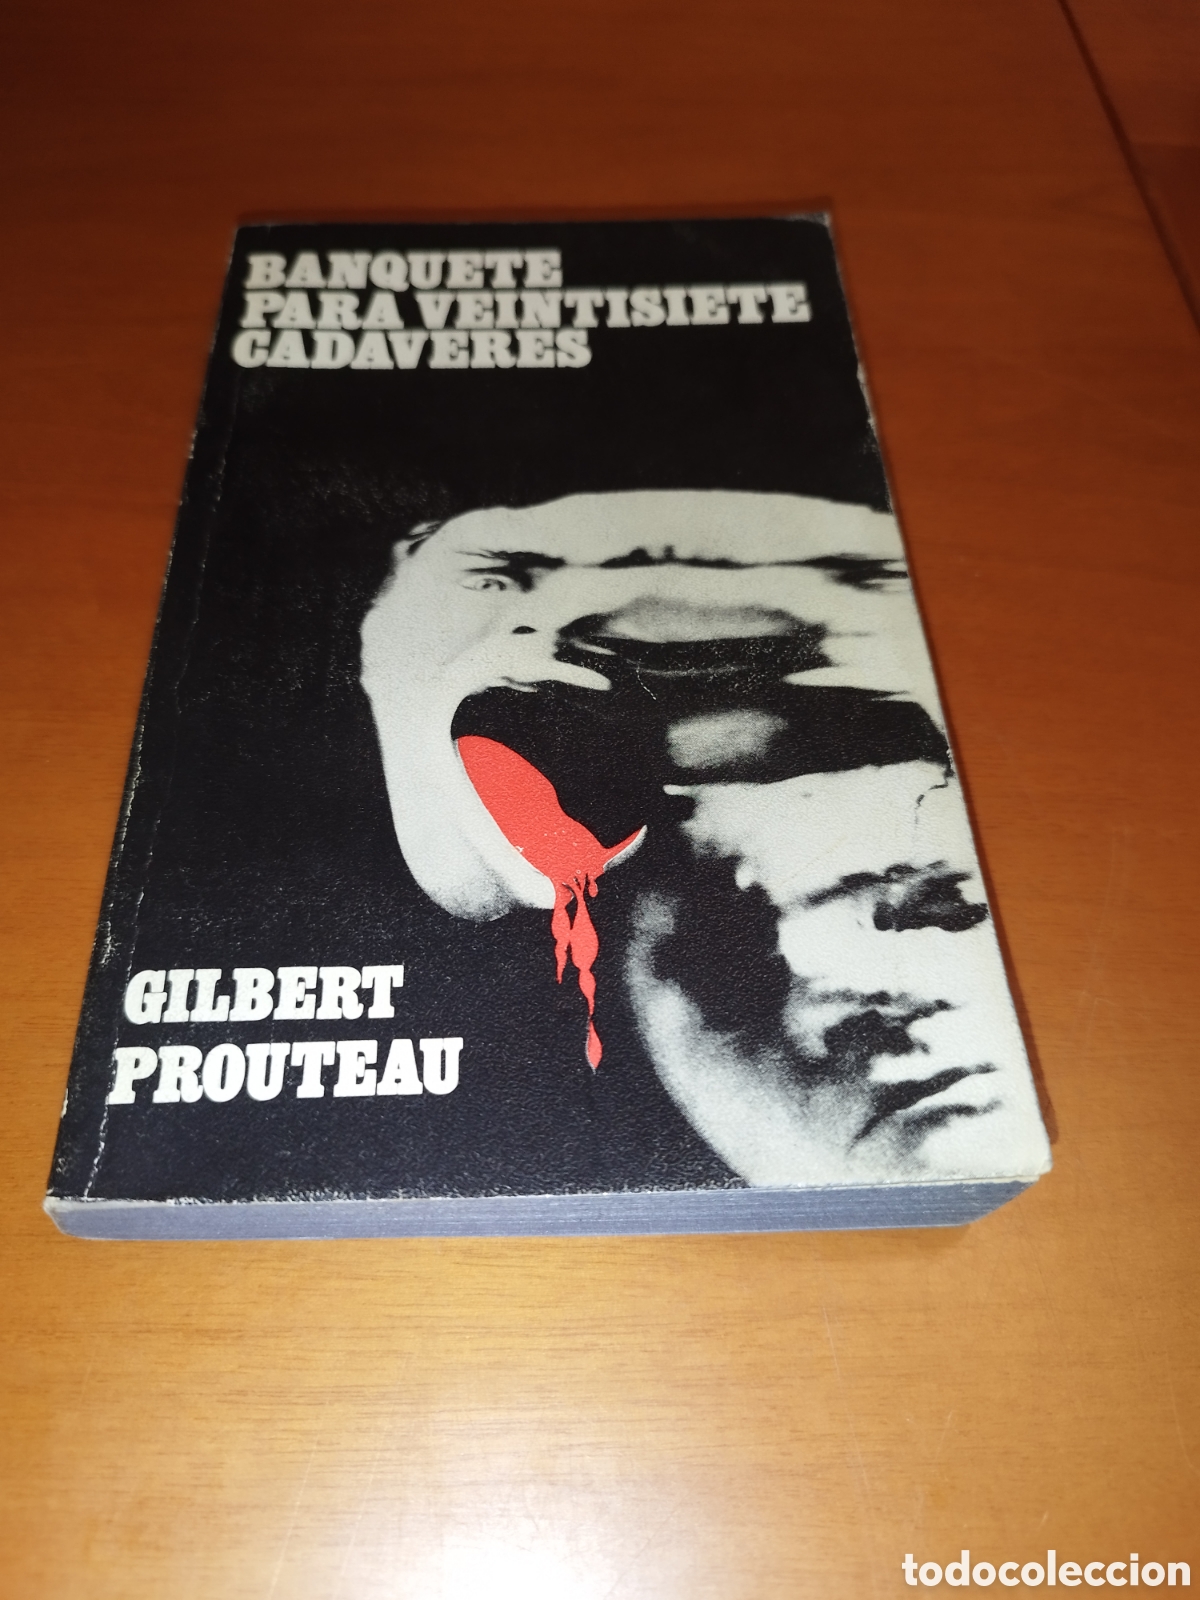 BANQUETE
PARA VEINTISIETE
CADAVERES
GILBERT
PROUTEAU
todocoleccion